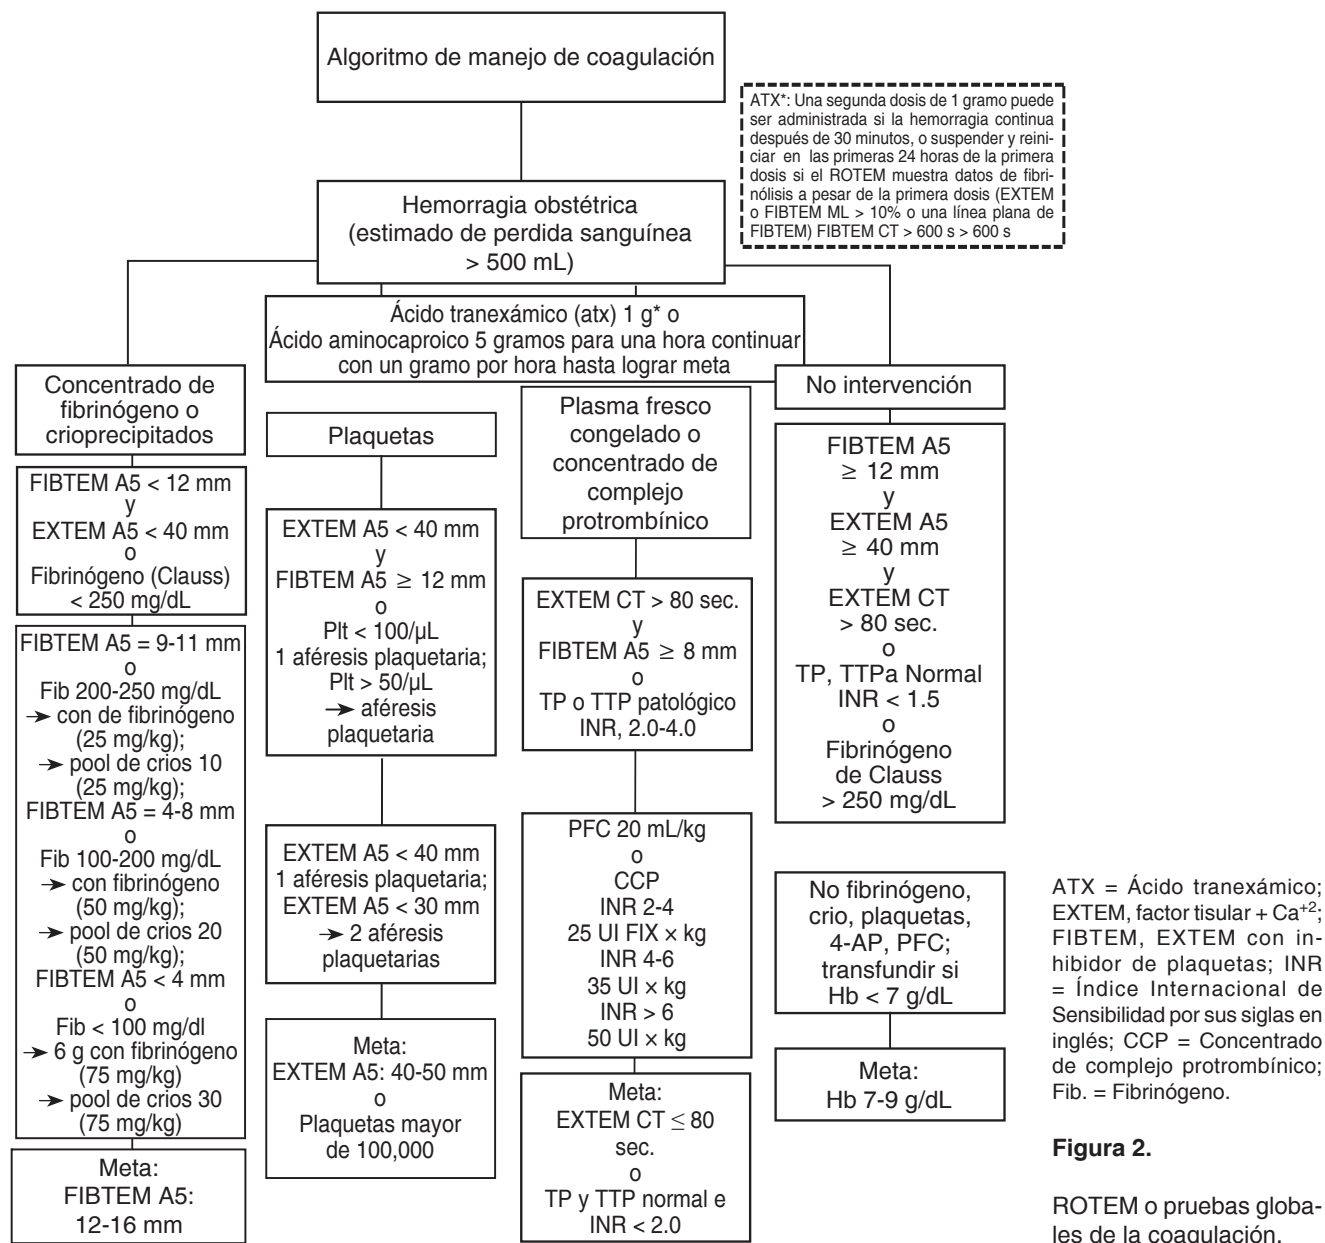 Algoritmo de manejo de coagulación
ATX*: Una segunda dosis de 1 gramo puede
ser administrada si la hemorragia continua
después de 30 minutos, o suspender y reini-
ciar en las primeras 24 horas de la primera
dosis si el ROTEM muestra datos de fibri-
nólisis a pesar de la primera dosis (EXTEM
o FIBTEM ML > 10% o una línea plana de
FIBTEM) FIBTEM CT > 600 s > 600 s
Hemorragia obstétrica
(estimado de perdida sanguínea
> 500 mL)
Ácido tranexámico (atx) 1 g* o
Ácido aminocaproico 5 gramos para una hora continuar
con un gramo por hora hasta lograr meta
Concentrado de
fibrinógeno o
crioprecipitados
FIBTEM A5 < 12 mm
y
EXTEM A5 < 40 mm
o
Fibrinógeno (Clauss)
< 250 mg/dL
FIBTEM A5 = 9-11 mm
o
Fib 200-250 mg/dL
→ con de fibrinógeno
(25 mg/kg);
→ pool de crios 10
(25 mg/kg);
FIBTEM A5 = 4-8 mm
o
Fib 100-200 mg/dL
→ con fibrinógeno
(50 mg/kg);
→ pool de crios 20
(50 mg/kg);
FIBTEM A5 < 4 mm
o
Fib < 100 mg/dl
→ 6 g con fibrinógeno
(75 mg/kg)
→ pool de crios 30
(75 mg/kg)
Meta:
FIBTEM A5:
12-16 mm
Plaquetas
EXTEM A5 < 40 mm
y
FIBTEM A5 ≥ 12 mm
o
Plt < 100/µL
1 aféresis plaquetaria;
Plt > 50/µL
→ aféresis
plaquetaria
EXTEM A5 < 40 mm
1 aféresis plaquetaria;
EXTEM A5 < 30 mm
→ 2 aféresis
plaquetarias
Meta:
EXTEM A5: 40-50 mm
o
Plaquetas mayor
de 100,000
Plasma fresco
congelado o
concentrado de
complejo
protrombínico
EXTEM CT > 80 sec.
y
FIBTEM A5 ≥ 8 mm
o
TP o TTP patológico
INR, 2.0-4.0
PFC 20 mL/kg
o
CCP
INR 2-4
25 UI FIX × kg
INR 4-6
35 UI × kg
INR > 6
50 UI × kg
Meta:
EXTEM CT ≤ 80
sec.
o
TP y TTP normal e
INR < 2.0
No intervención
FIBTEM A5
≥ 12 mm
y
EXTEM A5
≥ 40 mm
y
EXTEM CT
> 80 sec.
o
TP, TTPa Normal
INR < 1.5
o
Fibrinógeno
de Clauss
> 250 mg/dL
No fibrinógeno,
crio, plaquetas,
4-AP, PFC;
transfundir si
Hb < 7 g/dL
Meta:
Hb 7-9 g/dL
ATX = Ácido tranexámico;
EXTEM, factor tisular + Ca⁺²;
FIBTEM, EXTEM con in-
hibidor de plaquetas; INR
= Índice Internacional de
Sensibilidad por sus siglas en
inglés; CCP = Concentrado
de complejo protrombínico;
Fib. = Fibrinógeno.
Figura 2.
ROTEM o pruebas globa-
les de la coagulación.